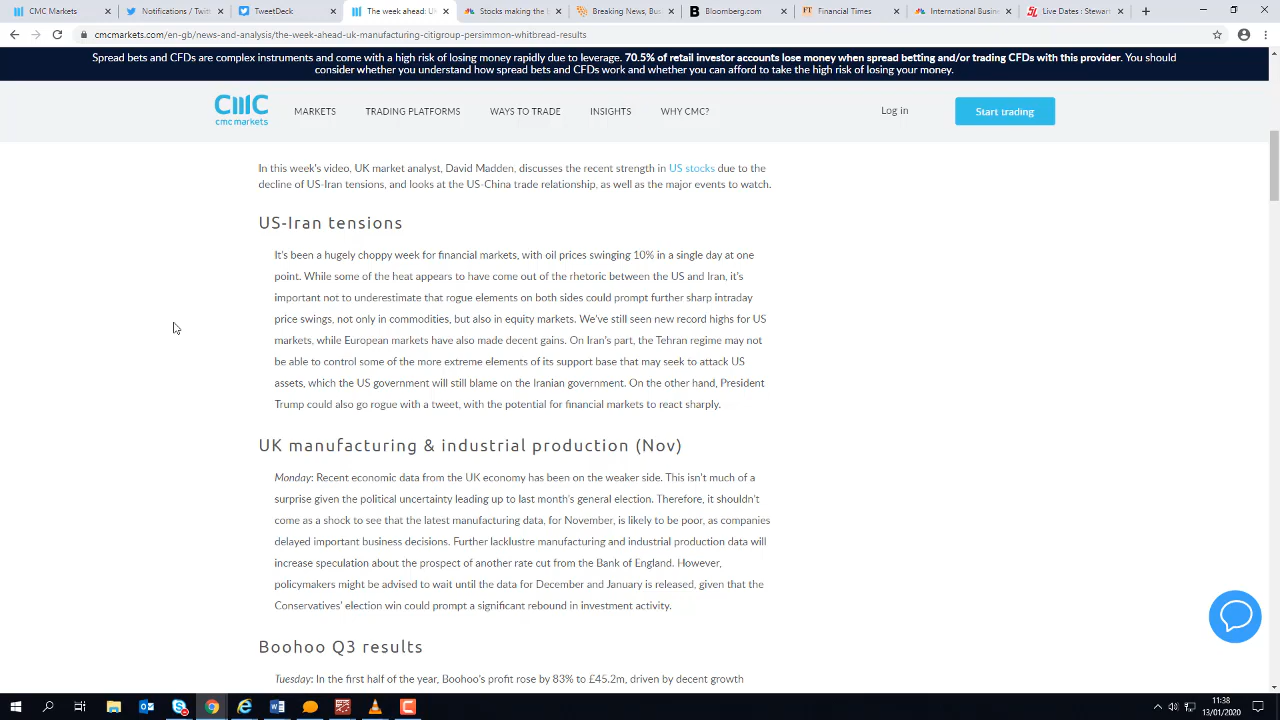 CMC Markets
Notifications / Twitt
TweetDeck
The week ahead: U
Stocks making the
Breaking News, Bus
Bloomberg.com
Financial Times
International Busin
Live Dates : Stewart
cmcmarkets.com/en-gb/news-and-analysis/the-week-ahead-uk-manufacturing-citigroup-persimmon-whitbread-results
Spread bets and CFDs are complex instruments and come with a high risk of losing money rapidly due to leverage. 70.5% of retail investor accounts lose money when spread betting and/or trading CFDs with this provider. You should
consider whether you understand how spread bets and CFDs work and whether you can afford to take the high risk of losing your money.
CMC
cmc markets
MARKETS
TRADING PLATFORMS
WAYS TO TRADE
INSIGHTS
WHY CMC?
Log in
Start trading
In this week's video, UK market analyst, David Madden, discusses the recent strength in US stocks due to the
decline of US-Iran tensions, and looks at the US-China trade relationship, as well as the major events to watch.
US-Iran tensions
It's been a hugely choppy week for financial markets, with oil prices swinging 10% in a single day at one
point. While some of the heat appears to have come out of the rhetoric between the US and Iran, it's
important not to underestimate that rogue elements on both sides could prompt further sharp intraday
price swings, not only in commodities, but also in equity markets. We've still seen new record highs for US
markets, while European markets have also made decent gains. On Iran's part, the Tehran regime may not
be able to control some of the more extreme elements of its support base that may seek to attack US
assets, which the US government will still blame on the Iranian government. On the other hand, President
Trump could also go rogue with a tweet, with the potential for financial markets to react sharply.
UK manufacturing & industrial production (Nov)
Monday: Recent economic data from the UK economy has been on the weaker side. This isn't much of a
surprise given the political uncertainty leading up to last month's general election. Therefore, it shouldn't
come as a shock to see that the latest manufacturing data, for November, is likely to be poor, as companies
delayed important business decisions. Further lacklustre manufacturing and industrial production data will
increase speculation about the prospect of another rate cut from the Bank of England. However,
policymakers might be advised to wait until the data for December and January is released, given that the
Conservatives' election win could prompt a significant rebound in investment activity.
Boohoo Q3 results
Tuesday: In the first half of the year, Boohoo's profit rose by 83% to £45.2m, driven by decent growth
11:38
13/01/2020